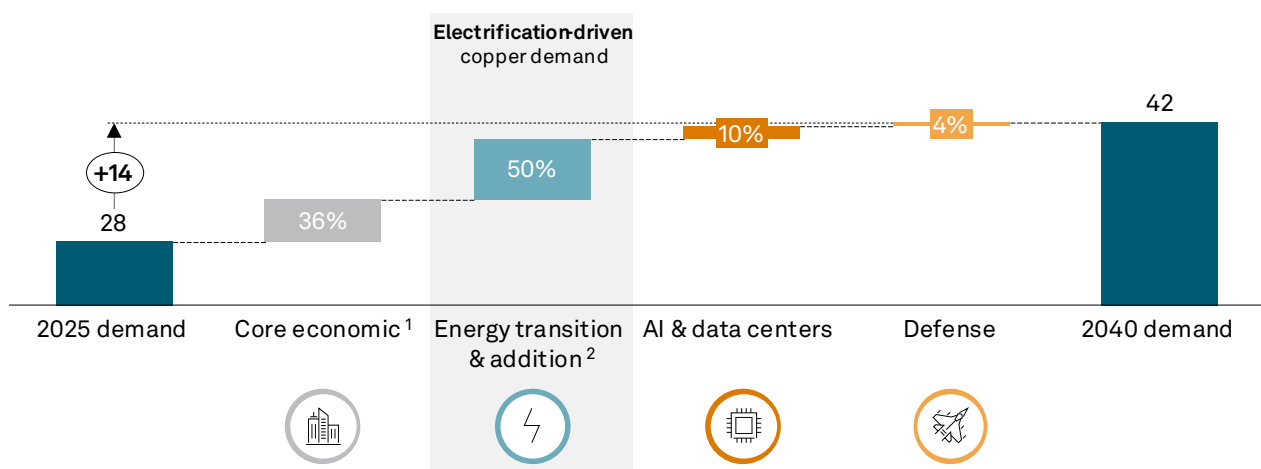 Electrification-driven
copper demand
42
+14
28
36%
50%
10%
4%
2025 demand
Core economic 1
Energy transition
& addition 2
AI & data centers
Defense
2040 demand